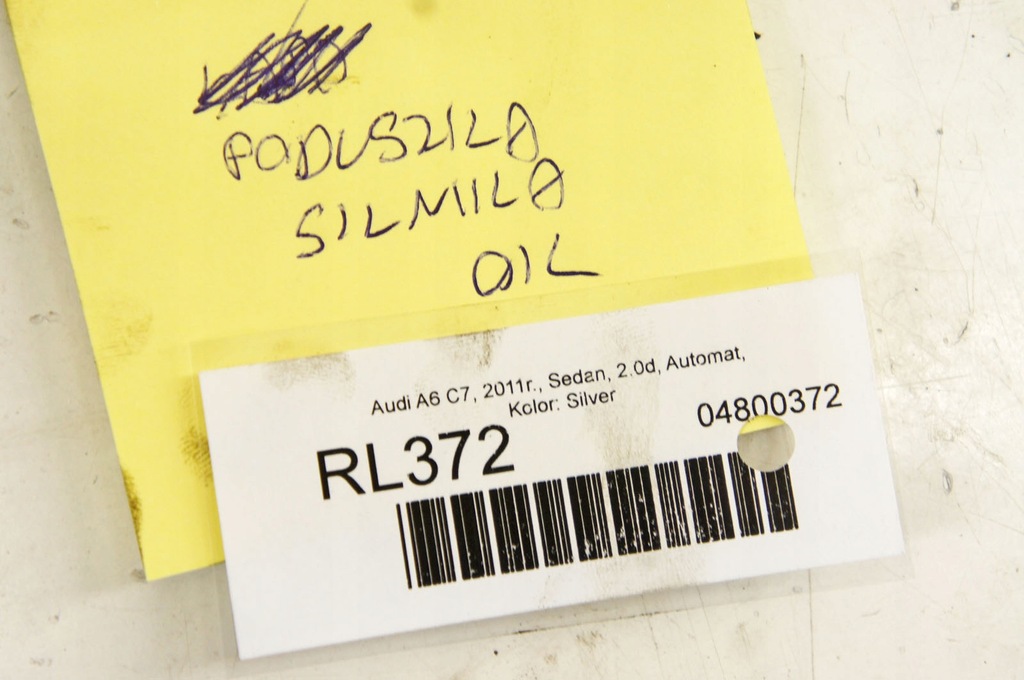 PODUSZKA
SILNIKA
OIL
Audi A6 C7, 2011r., Sedan, 2.0d, Automat,
Kolor: Silver
04800372
RL372